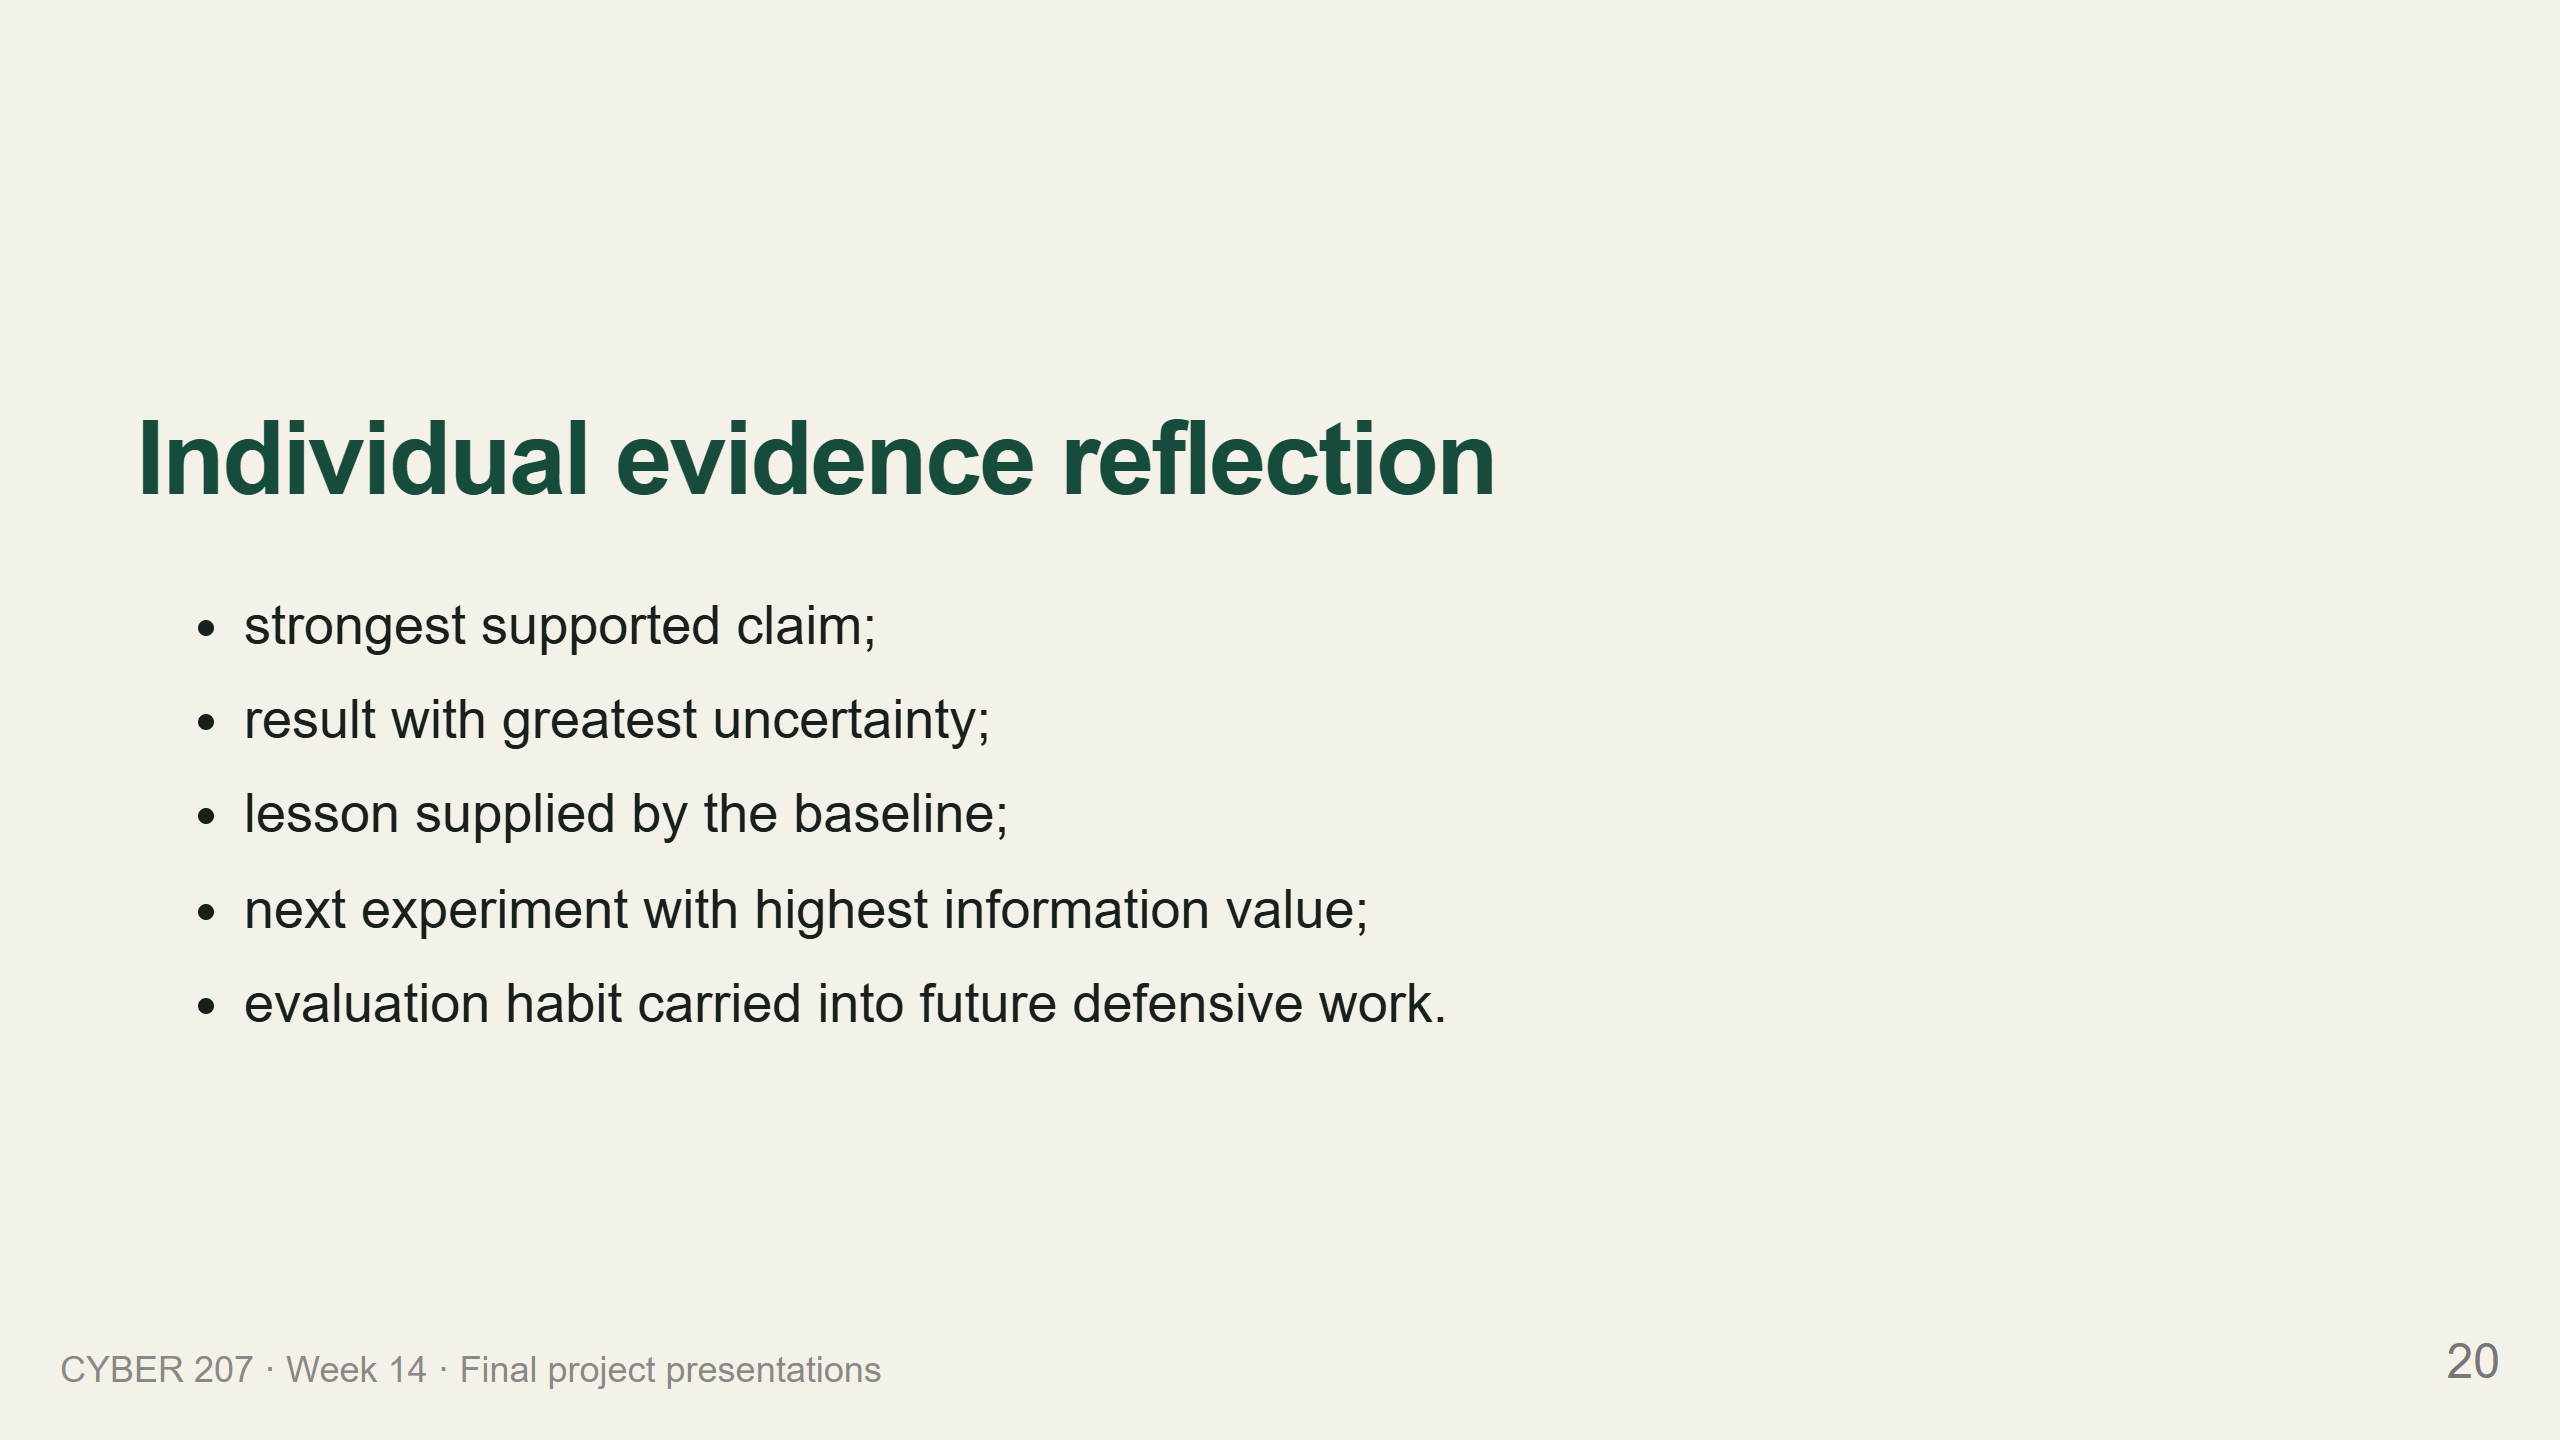 Individual evidence reflection
• strongest supported claim;
• result with greatest uncertainty;
• lesson supplied by the baseline;
• next experiment with highest information value;
• evaluation habit carried into future defensive work.
CYBER 207 · Week 14 · Final project presentations
20